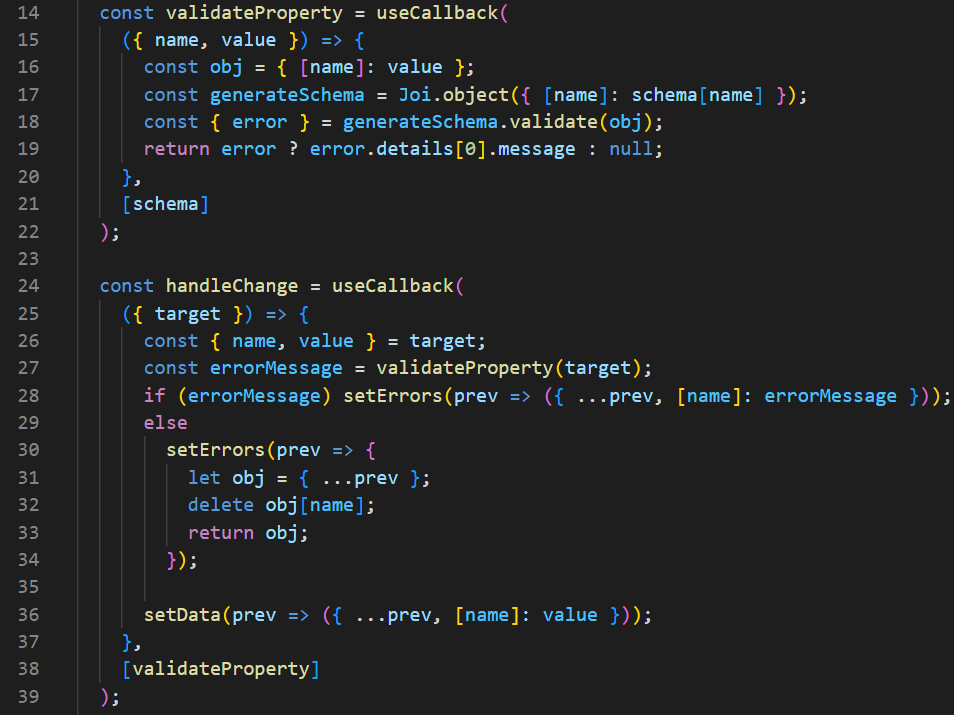 14 const validateProperty = useCallback(
15 ({ name, value }) => {
16 const obj = { [name]: value };
17 const generateSchema = Joi.object({ [name]: schema[name] });
18 const { error } = generateSchema.validate(obj);
19 return error ? error.details[0].message : null;
20 },
21 [schema]
22 );
23
24 const handleChange = useCallback(
25 ({ target }) => {
26 const { name, value } = target;
27 const errorMessage = validateProperty(target);
28 if (errorMessage) setErrors(prev => ({ ...prev, [name]: errorMessage }));
29 else
30 setErrors(prev => {
31 let obj = { ...prev };
32 delete obj[name];
33 return obj;
34 });
35
36 setData(prev => ({ ...prev, [name]: value }));
37 },
38 [validateProperty]
39 );